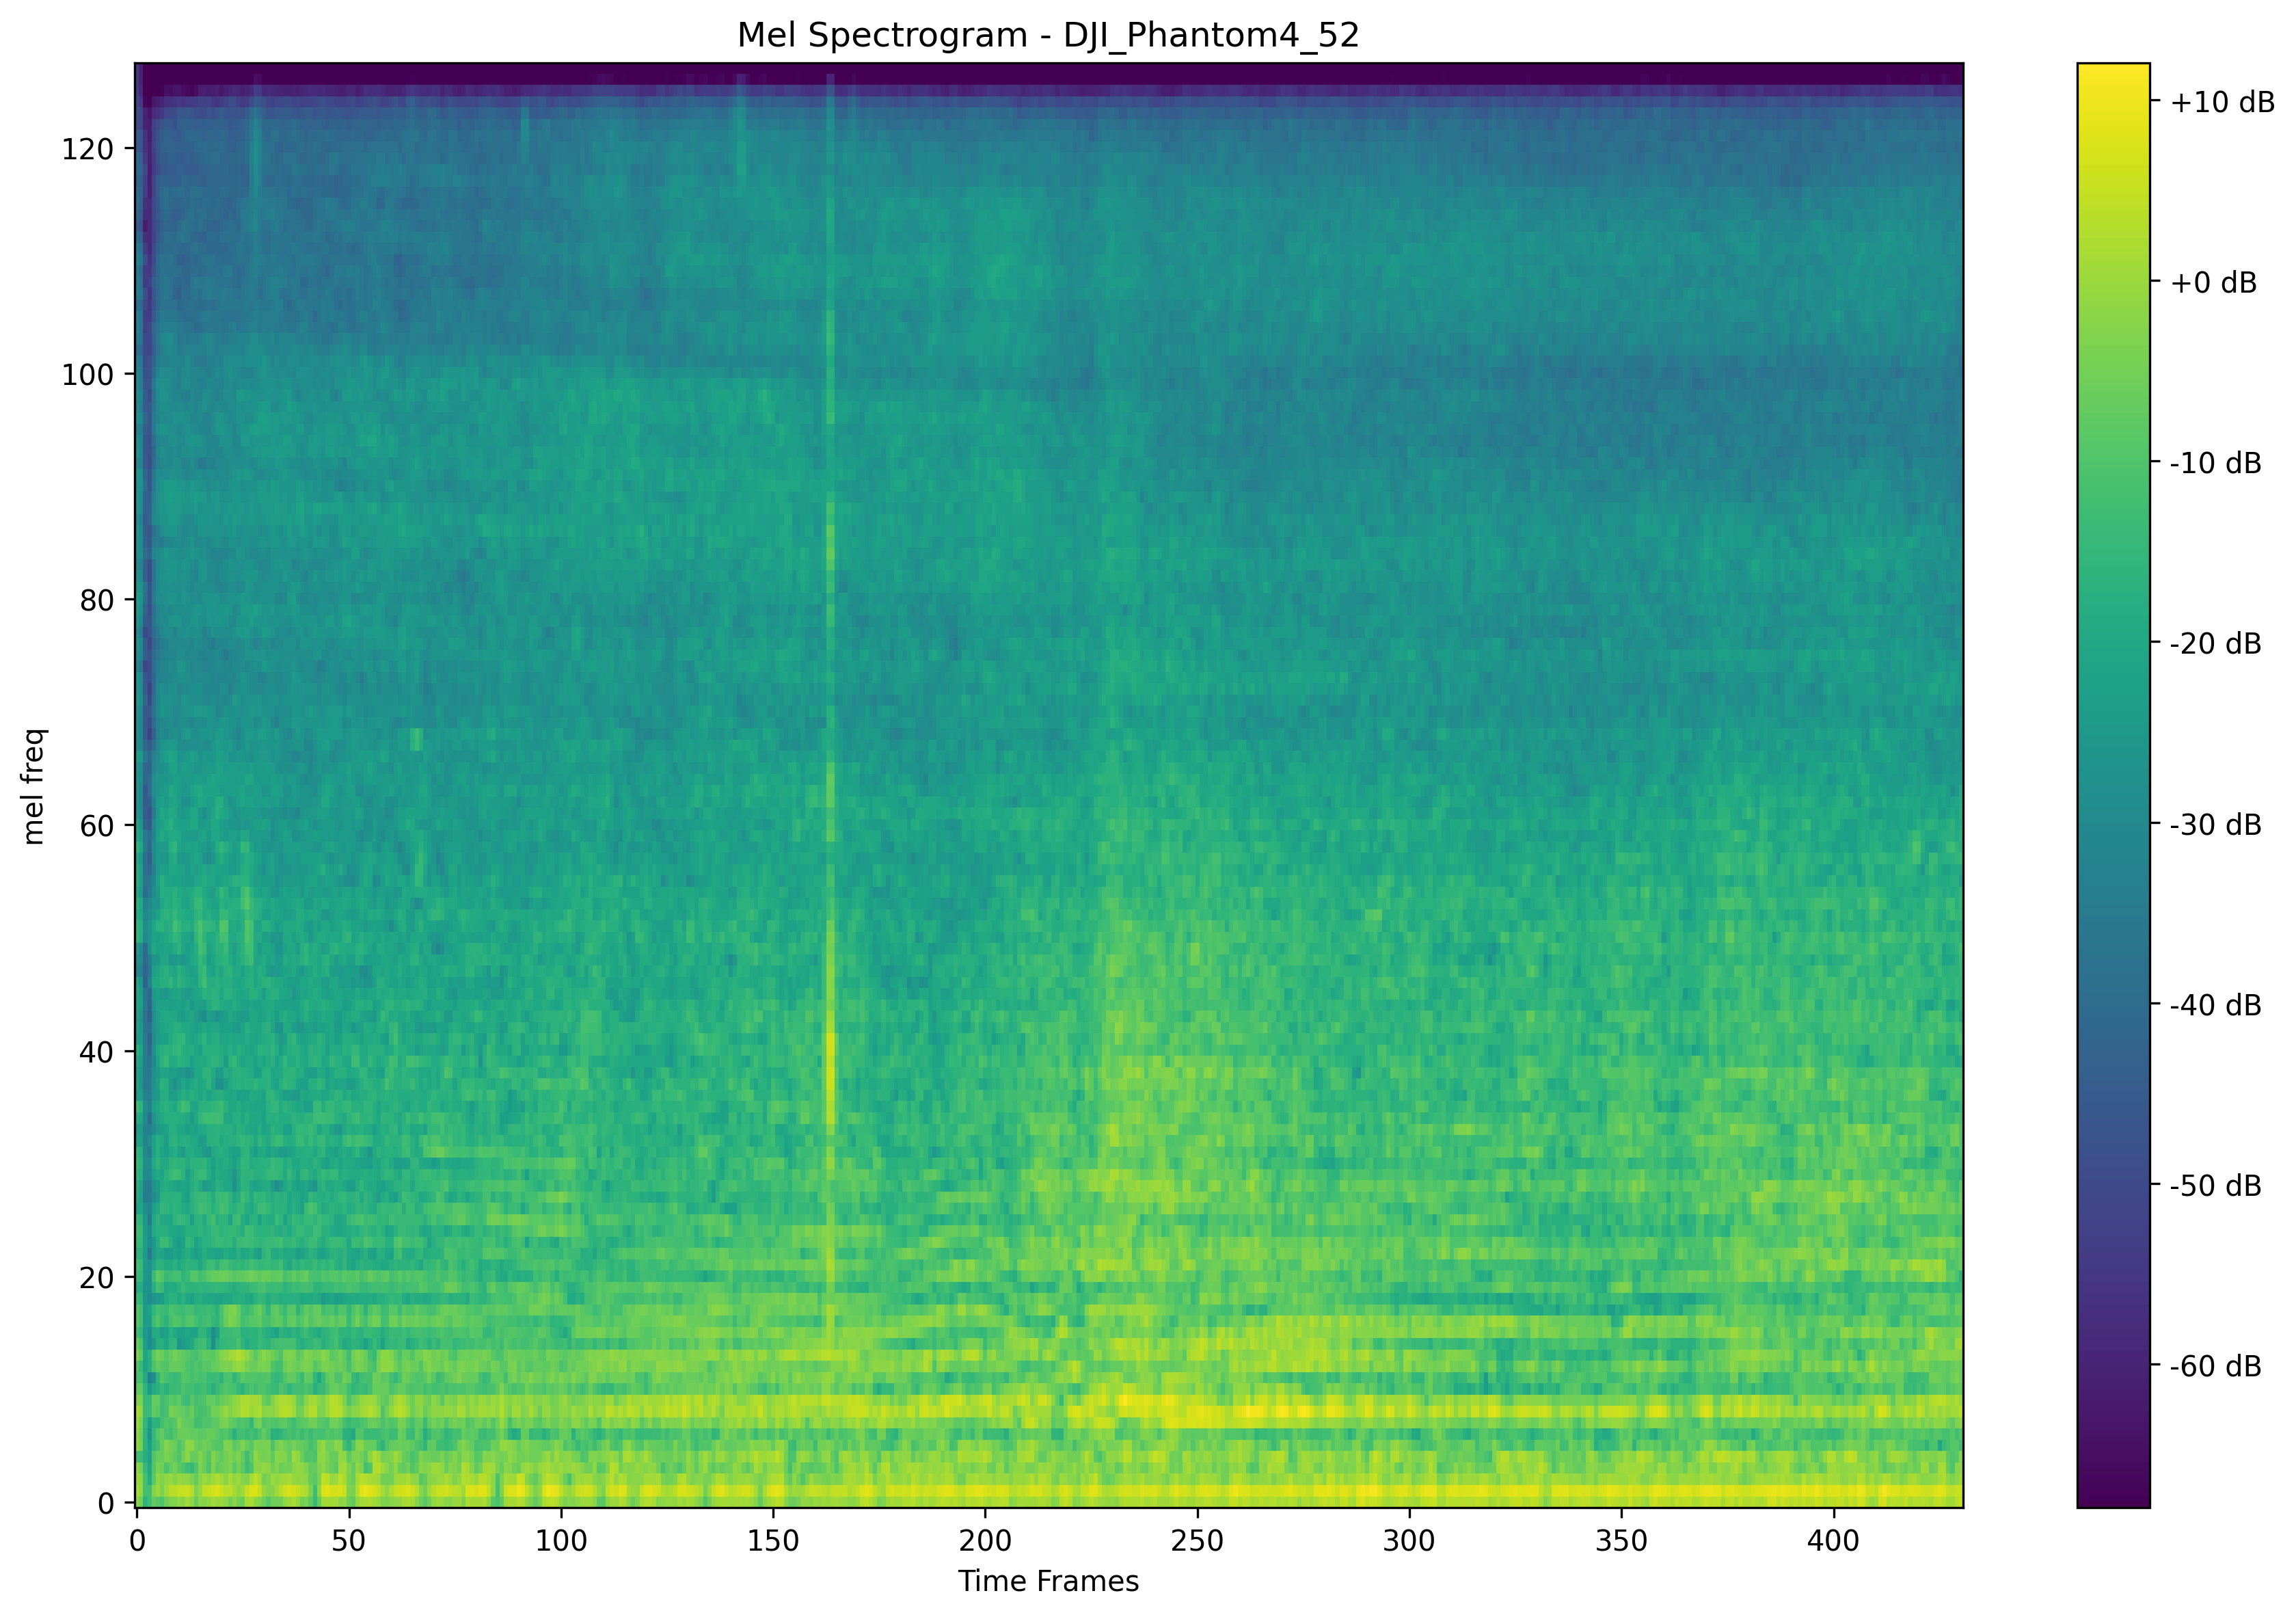 Mel Spectrogram - DJI_Phantom4_52
mel freq
120
100
80
60
40
20
0
0 50 100 150 200 250 300 350 400
Time Frames
+10 dB
+0 dB
-10 dB
-20 dB
-30 dB
-40 dB
-50 dB
-60 dB